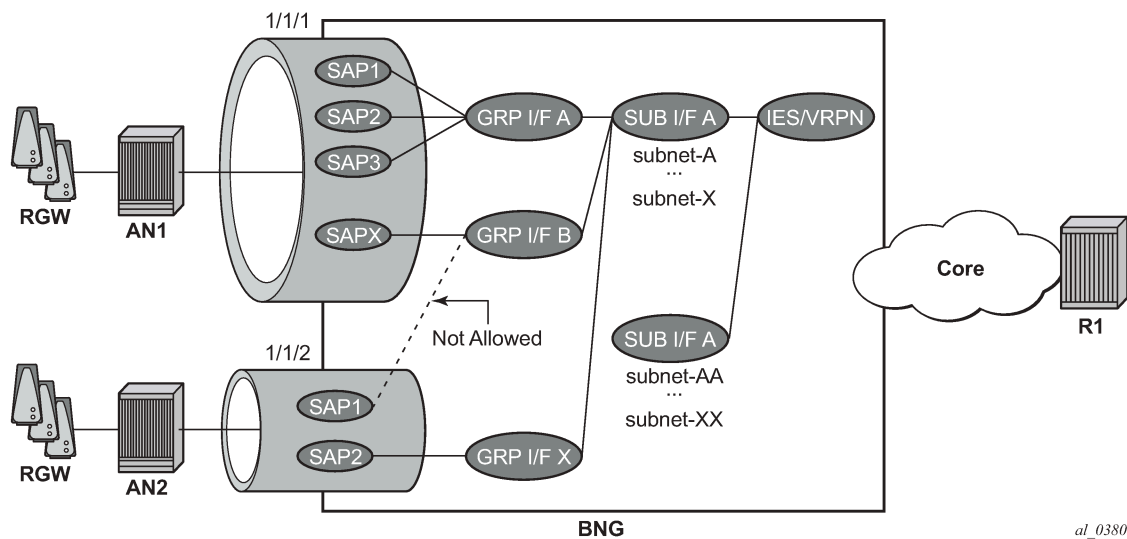 1/1/1
SAP1
SAP2
SAP3
SAPX
GRP I/F A
SUB I/F A
IES/VRPN
subnet-A
...
subnet-X
RGW
AN1
GRP I/F B
Not Allowed
Core
R1
1/1/2
SUB I/F A
subnet-AA
...
subnet-XX
SAP1
SAP2
GRP I/F X
RGW
AN2
BNG
al_0380